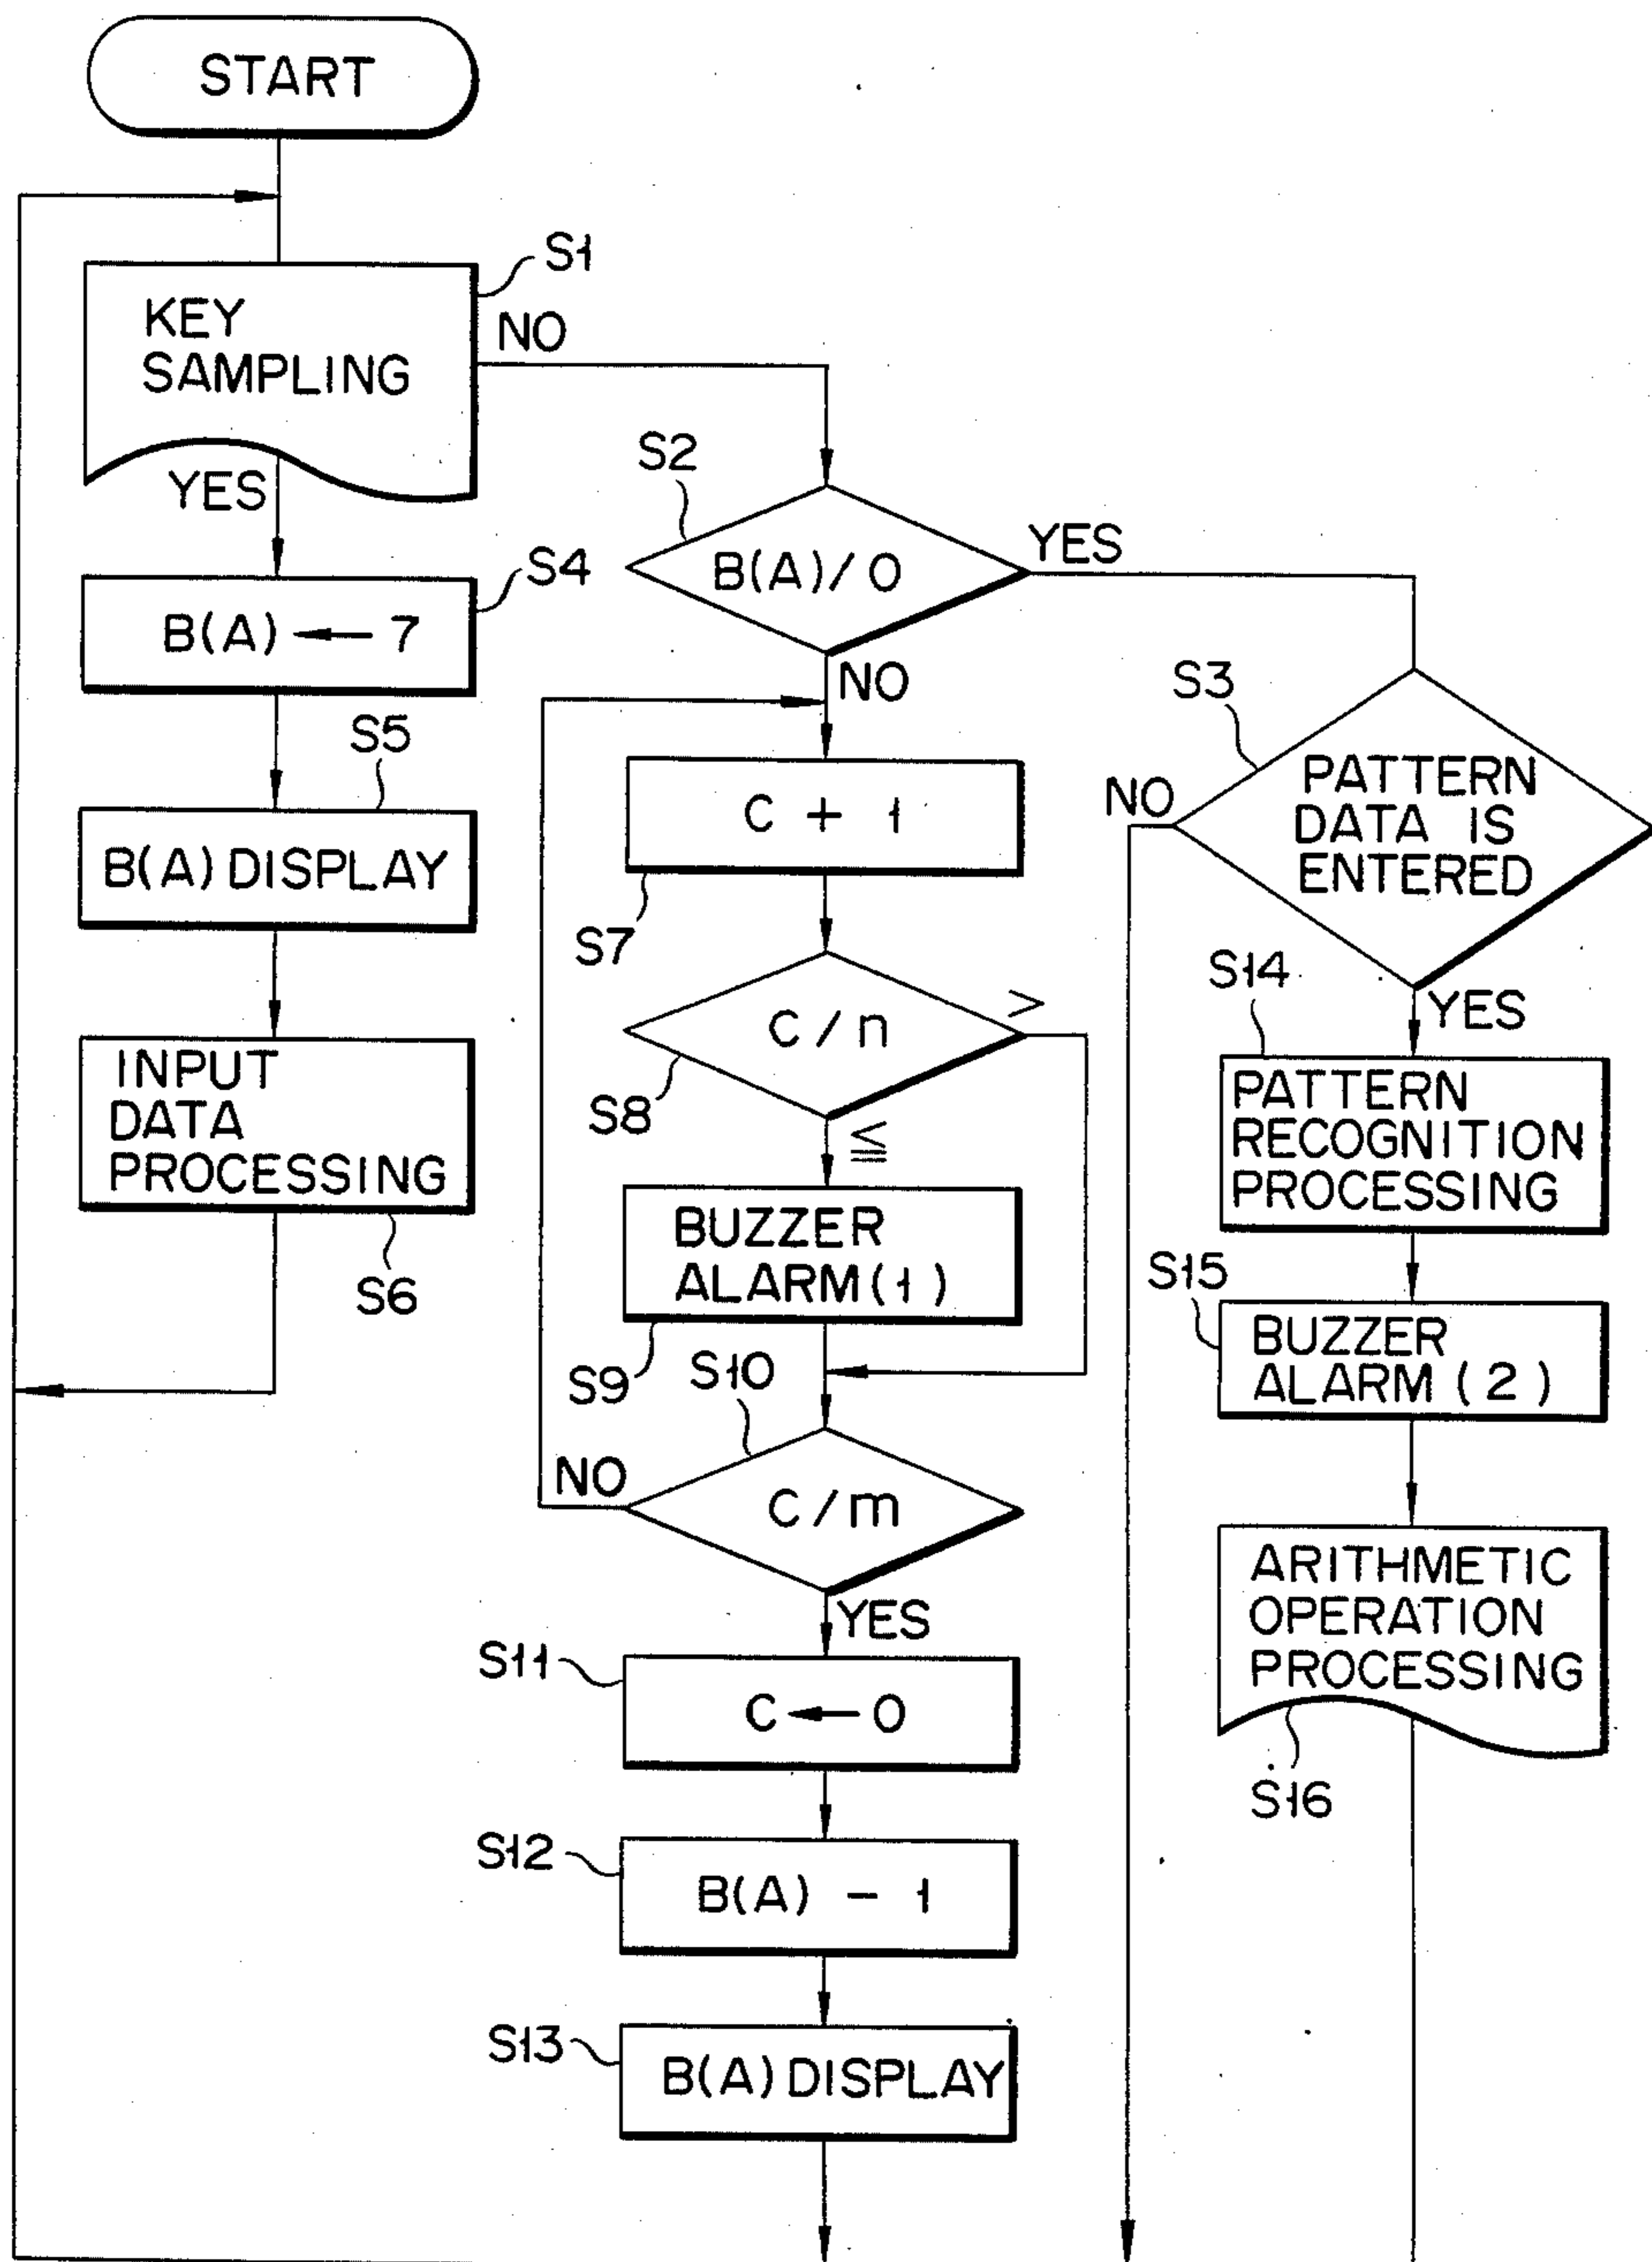 START
S1
KEY
SAMPLING
NO
YES
S2
B(A)/0
YES
NO
S4
B(A) ← 7
S5
B(A) DISPLAY
INPUT
DATA
PROCESSING
S6
S3
PATTERN
DATA IS
ENTERED
NO
YES
C + 1
S7
C/n
>
S8
≦
BUZZER
ALARM(1)
S9
S10
C/m
NO
YES
S11
C ← 0
S12
B(A) - 1
S13
B(A) DISPLAY
S14
PATTERN
RECOGNITION
PROCESSING
S15
BUZZER
ALARM (2)
ARITHMETIC
OPERATION
PROCESSING
S16